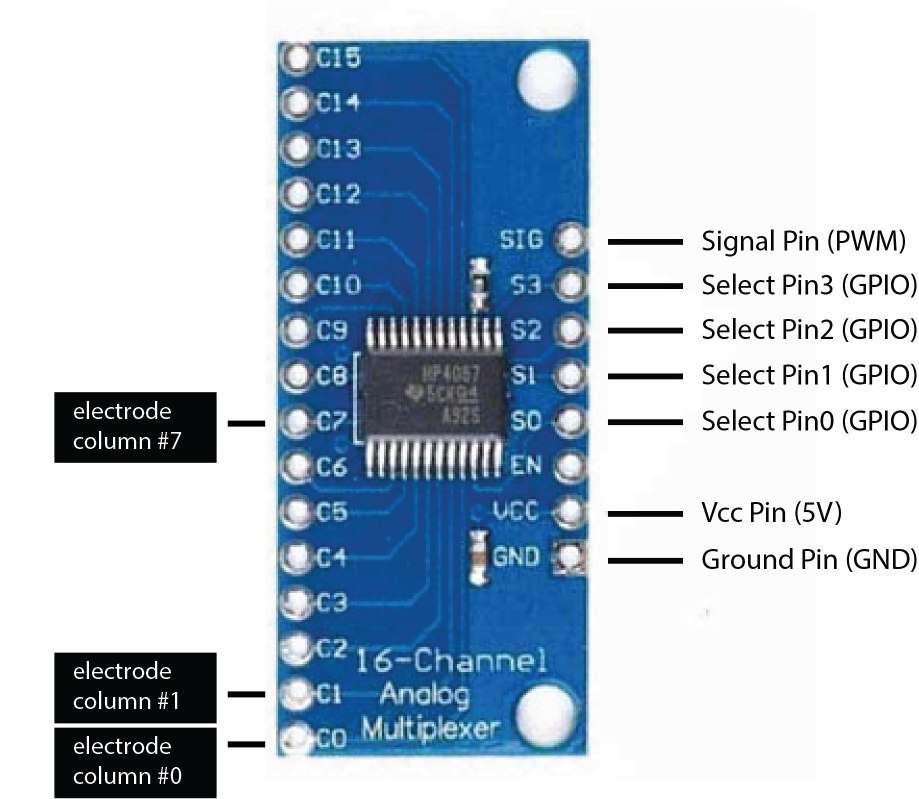 C15
C14
C13
C12
C11
C10
C9
C8
C7
C6
C5
C4
C3
C2
C1
C0
SIG
S3
S2
S1
S0
EN
VCC
GND
HP4067
5CK94
A92S
16-Channel
Analog
Multiplexer
Signal Pin (PWM)
Select Pin3 (GPIO)
Select Pin2 (GPIO)
Select Pin1 (GPIO)
Select Pin0 (GPIO)
Vcc Pin (5V)
Ground Pin (GND)
electrode
column #7
electrode
column #1
electrode
column #0